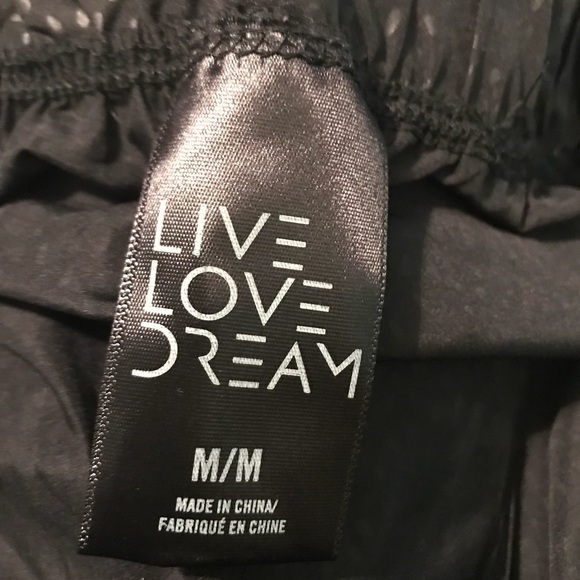 LIVE
LOVE
DREAM
M/M
MADE IN CHINA/
FABRIQUÉ EN CHINE